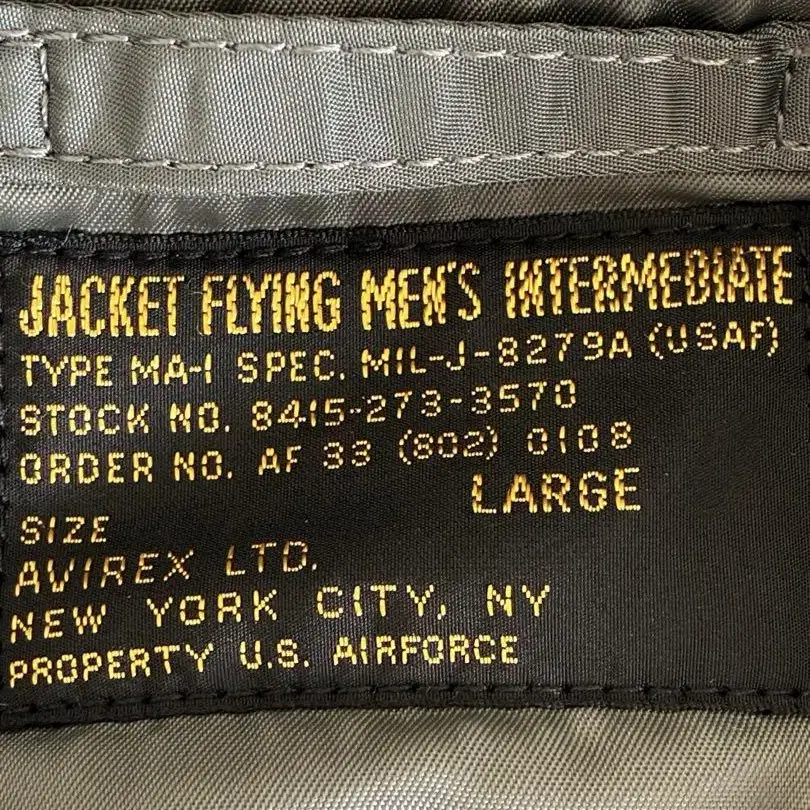 JACKET FLYING MEN'S INTERMEDIATE
TYPE MA-1 SPEC. MIL-J-8279A (USAF)
STOCK NO. 8415-273-3570
ORDER NO. AF 33 (802) 0108
LARGE
SIZE
AVIREX LTD.
NEW YORK CITY, NY
PROPERTY U.S. AIRFORCE